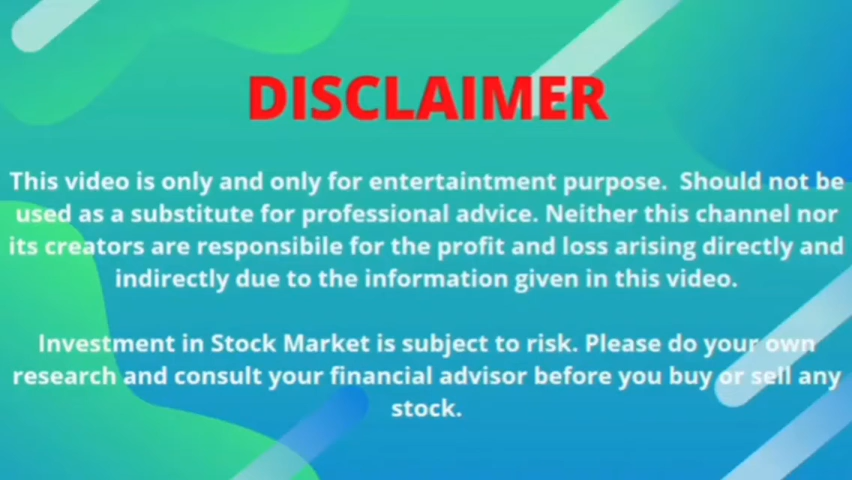 DISCLAIMER
This video is only and only for entertaintment purpose. Should not be
used as a substitute for professional advice. Neither this channel nor
its creators are responsibile for the profit and loss arising directly and
indirectly due to the information given in this video.
Investment in Stock Market is subject to risk. Please do your own
research and consult your financial advisor before you buy or sell any
stock.